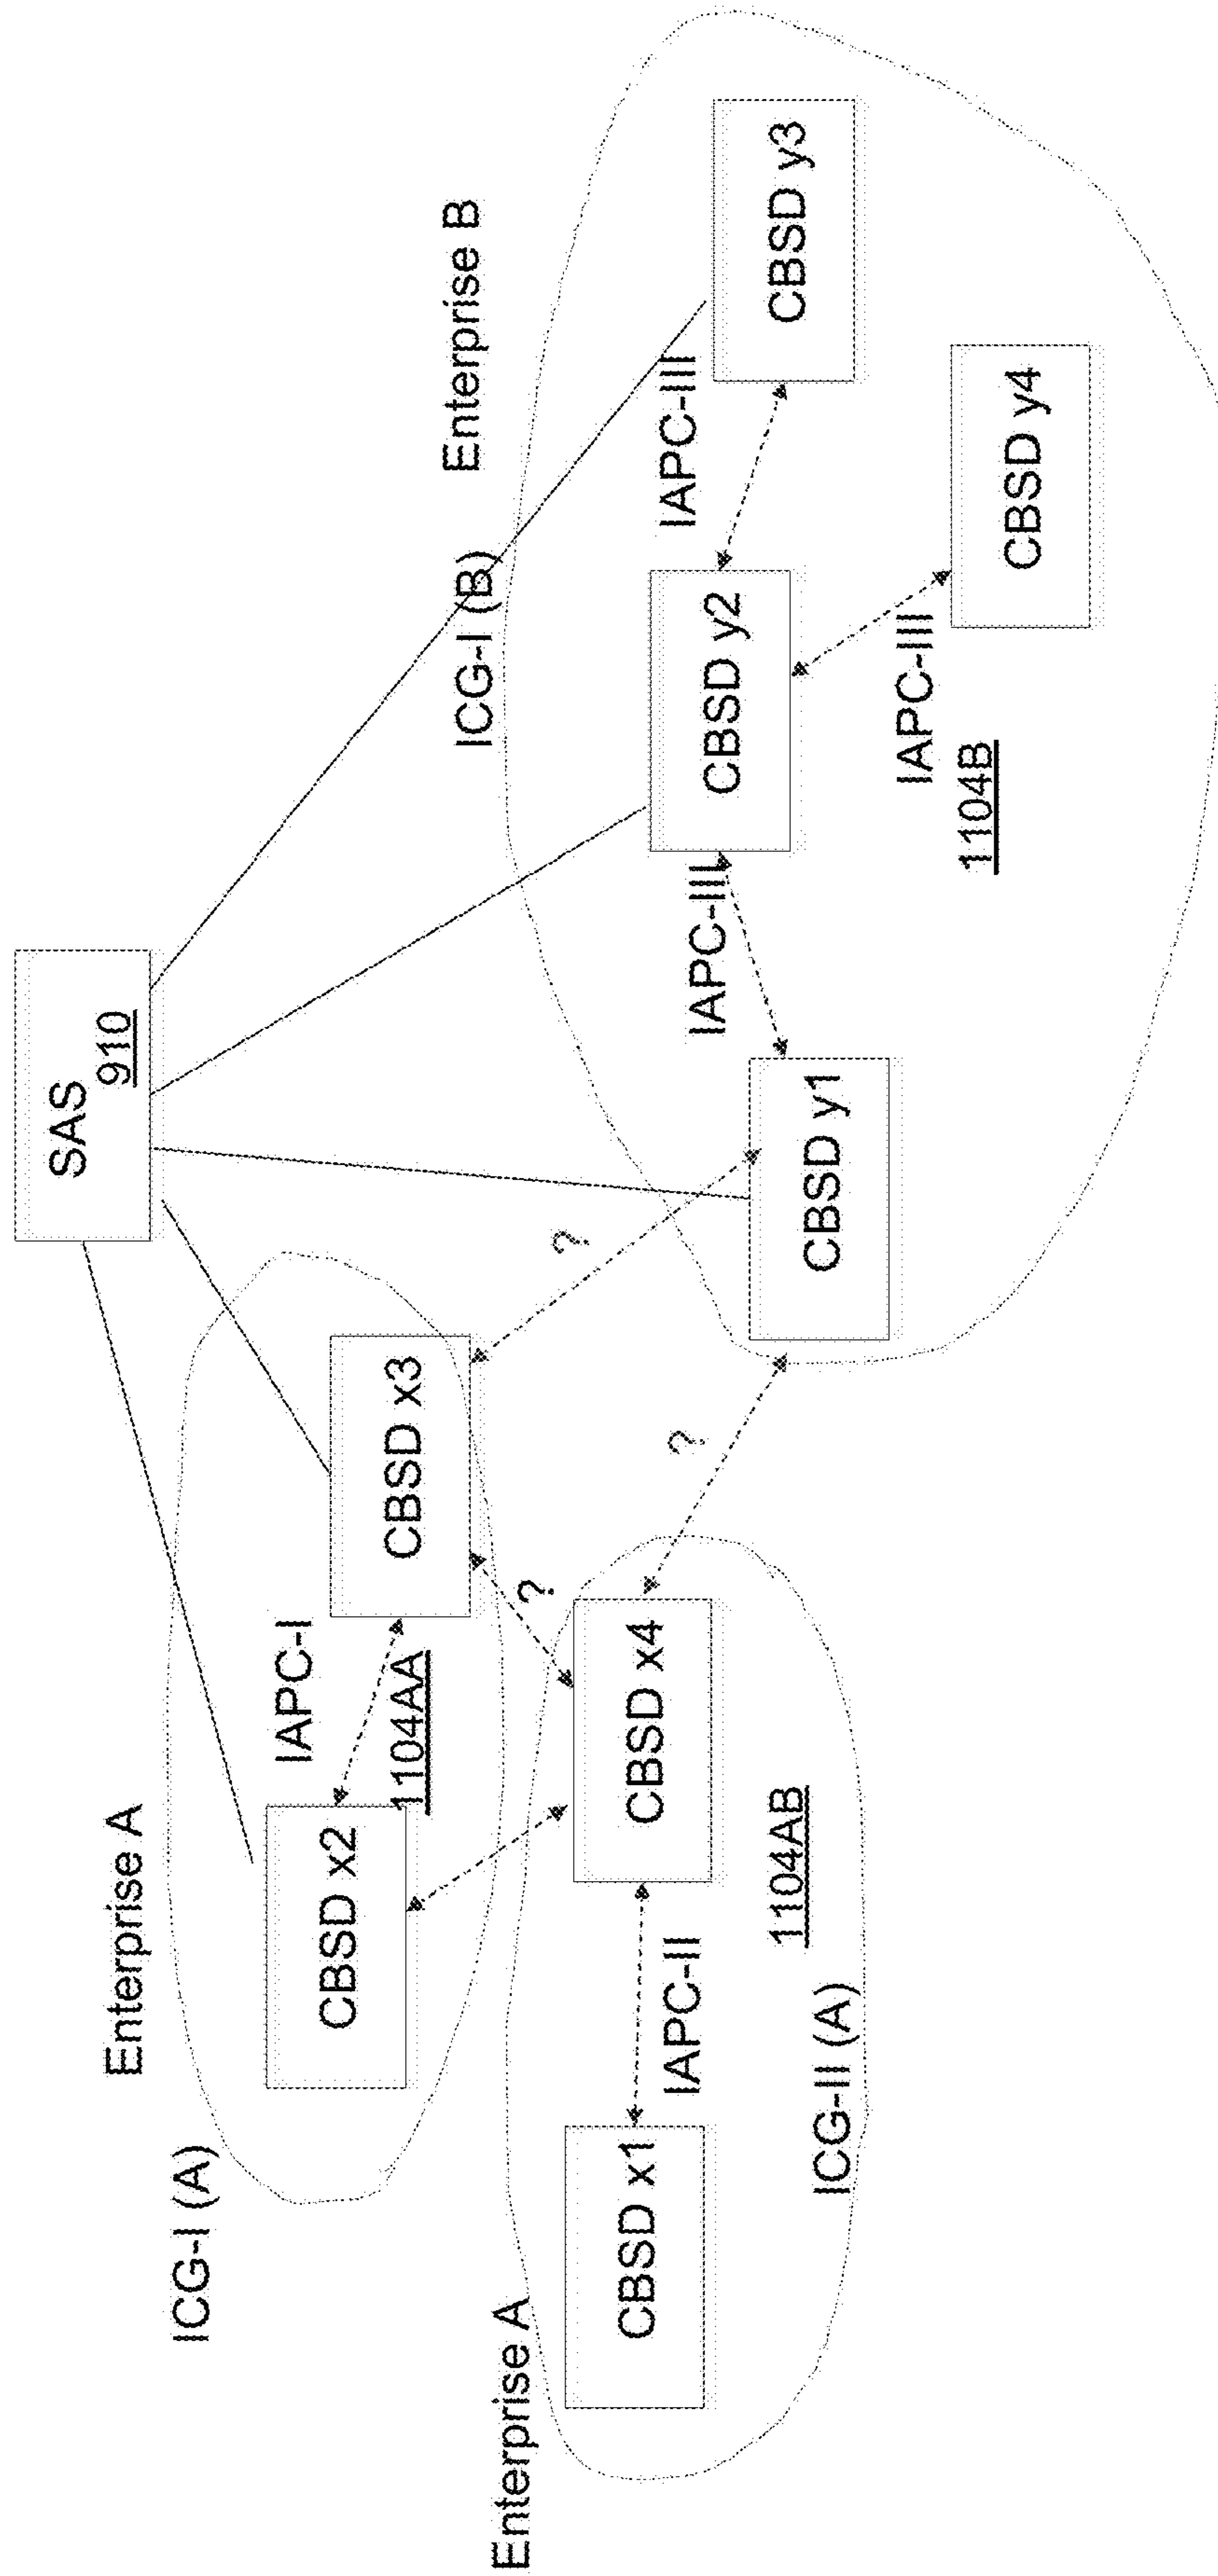 SAS
910
Enterprise A
ICG-I (A)
CBSD x2
IAPC-I
1104AA
CBSD x3
?
?
?
Enterprise A
CBSD x1
IAPC-II
CBSD x4
1104AB
ICG-II (A)
Enterprise B
ICG-I (B)
CBSD y1
IAPC-III
CBSD y2
IAPC-III
CBSD y3
IAPC-III
1104B
CBSD y4